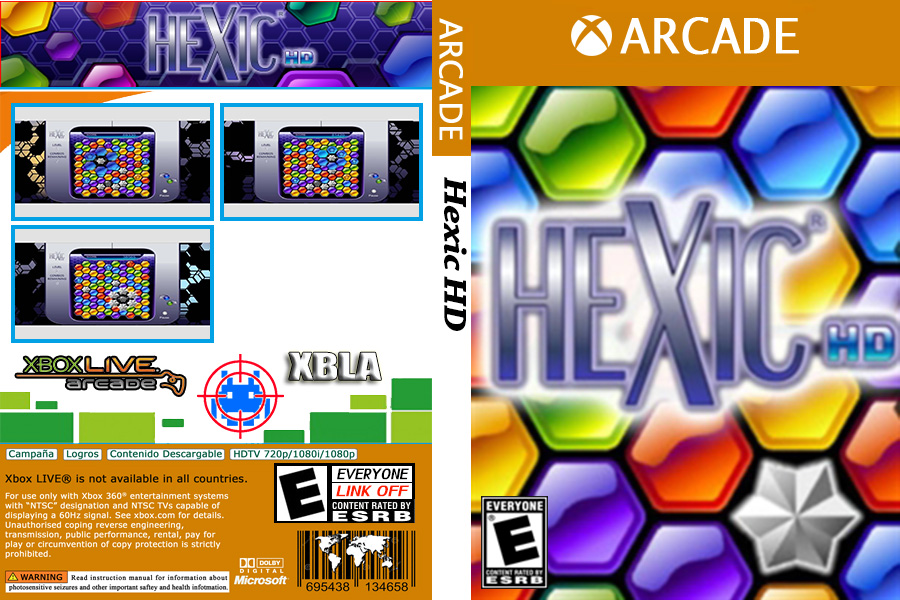 HEXIC HD
XBOX LIVE
arcade
XBLA
Campaña
Logros
Contenido Descargable
HDTV 720p/1080i/1080p
Xbox LIVE® is not available in all countries.
For use only with Xbox 360® entertainment systems
with “NTSC” designation and NTSC TVs capable of
displaying a 60Hz signal. See xbox.com for details.
Unauthorised coping reverse engineering,
transmission, public performance, rental, pay for
play or circumvention of copy protection is strictly
prohibited.
WARNING Read instruction manual for information about
photosensitive seizures and other important saftey and health infotmation.
E
EVERYONE
LINK OFF
CONTENT RATED BY
ESRB
DOLBY
DIGITAL
Microsoft
695438 134658
ARCADE
Hexic HD
ARCADE
HEXIC® HD
EVERYONE
E
CONTENT RATED BY
ESRB